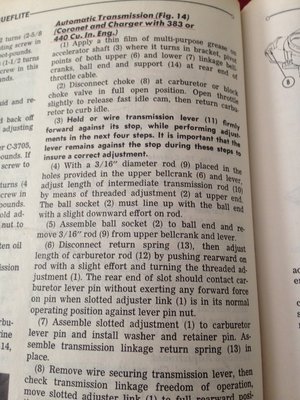 QUEFLITE
Automatic Transmission (Fig. 14)
(Coronet and Charger with 383 or
440 Cu. In. Eng.)
(1) Apply a thin film of multi-purpose grease on
accelerator shaft (3) where it turns in bracket, pivot
points of both upper (6) and lower (7) linkage bell
cranks, ball end and support (14) at rear end of
throttle cable.
(2) Disconnect choke (8) at carburetor or block
choke valve in full open position. Open throttle
slightly to release fast idle cam, then return carbu-
retor to curb idle.
(3) Hold or wire transmission lever (11) firmly
forward against its stop, while performing adjust-
ments in the next four steps. It is important that the
lever remains against the stop during these steps to
insure a correct adjustment.
(4) With a 3/16" diameter rod (9) placed in the
holes provided in the upper bellcrank (6) and lever,
adjust length of intermediate transmission rod (10)
by means of threaded adjustment (2) at upper end.
The ball socket (2) must line up with the ball end
with a slight downward effort on rod.
(5) Assemble ball socket (2) to ball end and re-
move 3/16" rod (9) from upper bellcrank and lever.
(6) Disconnect return spring (13), then adjust
length of carburetor rod (12) by pushing rearward on
rod with a slight effort and turning the threaded ad-
justment (1). The rear end of slot should contact car-
buretor lever pin without exerting any forward force
on pin when slotted adjuster link (1) is in its normal
operating position against lever pin nut.
(7) Assemble slotted adjustment (1) to carburetor
lever pin and install washer and retainer pin. As-
semble transmission linkage return spring (13) in
place.
(8) Remove wire securing transmission lever, then
check transmission linkage freedom of operation,
move slotted adjuster link (1) to full rearward posi-